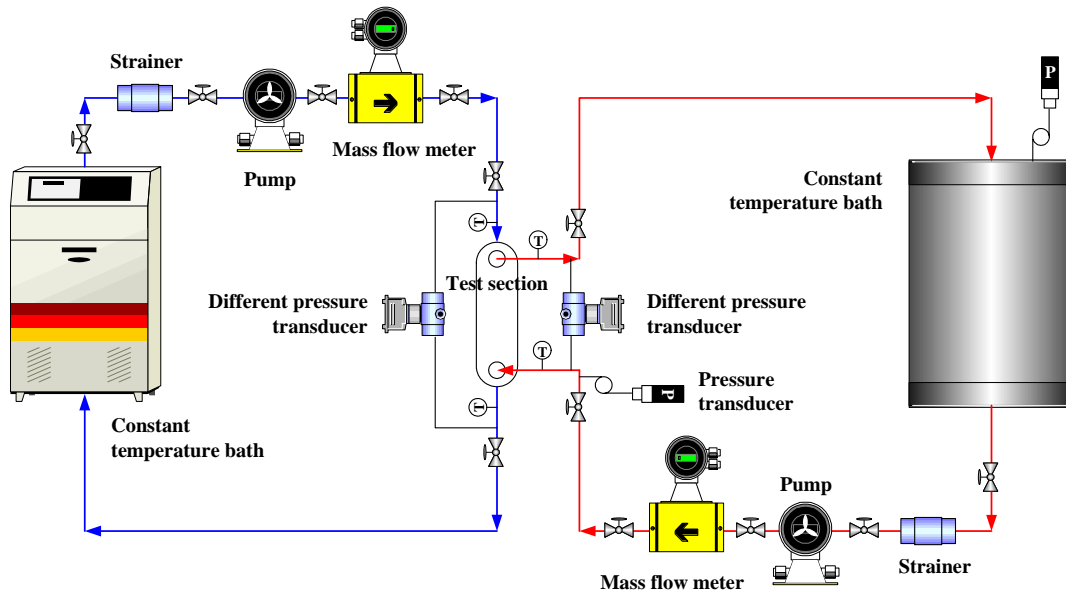 Strainer
P
Mass flow meter
Pump
Constant
temperature bath
T
T
Test section
Different pressure
transducer
Different pressure
transducer
T
T
Pressure
transducer
P
Constant
temperature bath
Pump
Mass flow meter
Strainer